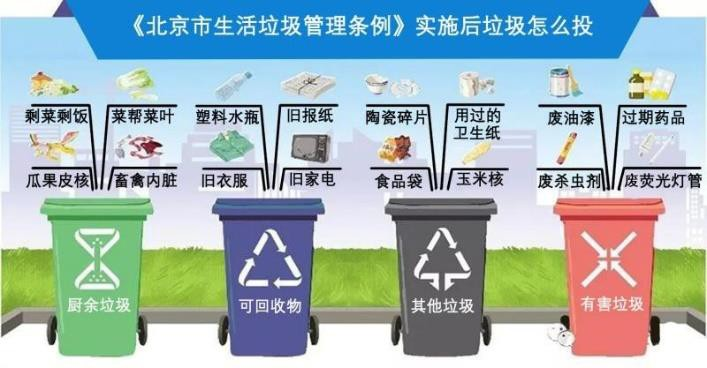 《北京市生活垃圾管理条例》实施后垃圾怎么投
剩菜剩饭
菜帮菜叶
瓜果皮核
畜禽内脏
厨余垃圾
塑料水瓶
旧报纸
旧衣服
旧家电
可回收物
陶瓷碎片
用过的
卫生纸
食品袋
玉米核
其他垃圾
废油漆
过期药品
废杀虫剂
废荧光灯管
有害垃圾